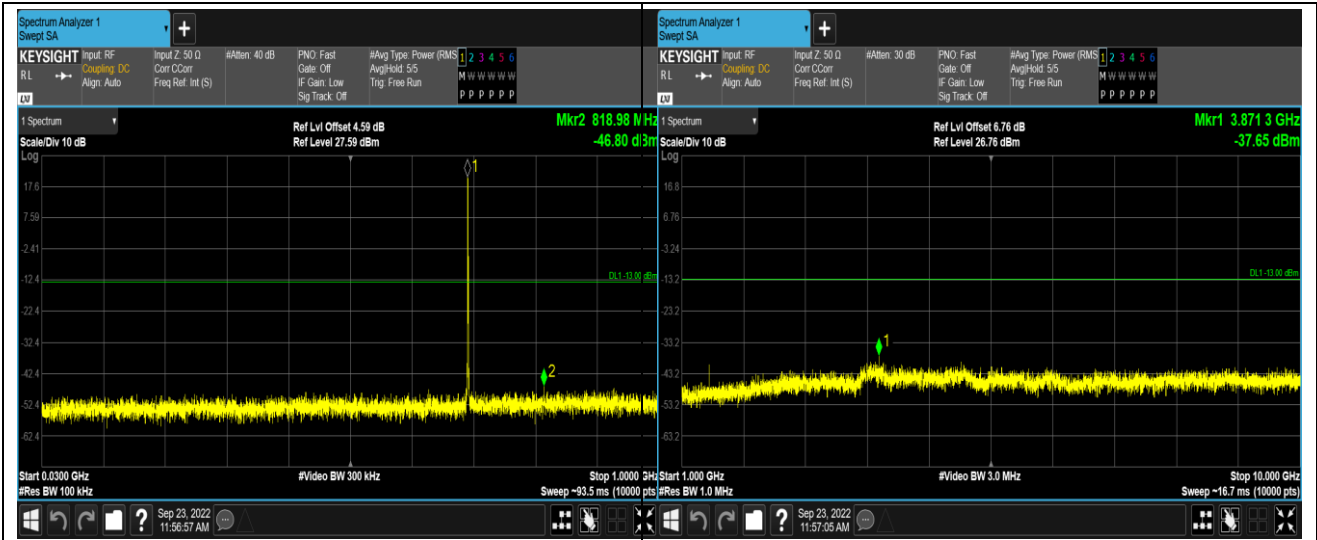 Spectrum Analyzer 1
Swept SA
+
KEYSIGHT
RL
LXI
Input: RF
Coupling: DC
Align: Auto
Input Z: 50 Ω
Corr CCorr
Freq Ref: Int (S)
#Atten: 40 dB
PNO: Fast
Gate: Off
IF Gain: Low
Sig Track: Off
#Avg Type: Power (RMS
Avg|Hold: 5/5
Trig: Free Run
1 2 3 4 5 6
M W W W W W
P P P P P P
1 Spectrum
Scale/Div 10 dB
Ref Lvl Offset 4.59 dB
Ref Level 27.59 dBm
Mkr2 818.98 MHz
-46.80 dBm
Log
17.6
7.59
-2.41
-12.4
-22.4
-32.4
-42.4
-52.4
-62.4
1
DL1 -13.00 dBm
2
Start 0.0300 GHz
#Res BW 100 kHz
#Video BW 300 kHz
Stop 1.0000 GHz
Sweep ~93.5 ms (10000 pts)
?
Sep 23, 2022
11:56:57 AM
Spectrum Analyzer 1
Swept SA
+
KEYSIGHT
RL
LXI
Input: RF
Coupling: DC
Align: Auto
Input Z: 50 Ω
Corr CCorr
Freq Ref: Int (S)
#Atten: 30 dB
PNO: Fast
Gate: Off
IF Gain: Low
Sig Track: Off
#Avg Type: Power (RMS
Avg|Hold: 5/5
Trig: Free Run
1 2 3 4 5 6
M W W W W W
P P P P P P
1 Spectrum
Scale/Div 10 dB
Ref Lvl Offset 6.76 dB
Ref Level 26.76 dBm
Mkr1 3.871 3 GHz
-37.65 dBm
Log
16.8
6.76
-3.24
-13.2
-23.2
-33.2
-43.2
-53.2
-63.2
DL1 -13.00 dBm
1
Start 1.000 GHz
#Res BW 1.0 MHz
#Video BW 3.0 MHz
Stop 10.000 GHz
Sweep ~16.7 ms (10000 pts)
?
Sep 23, 2022
11:57:05 AM